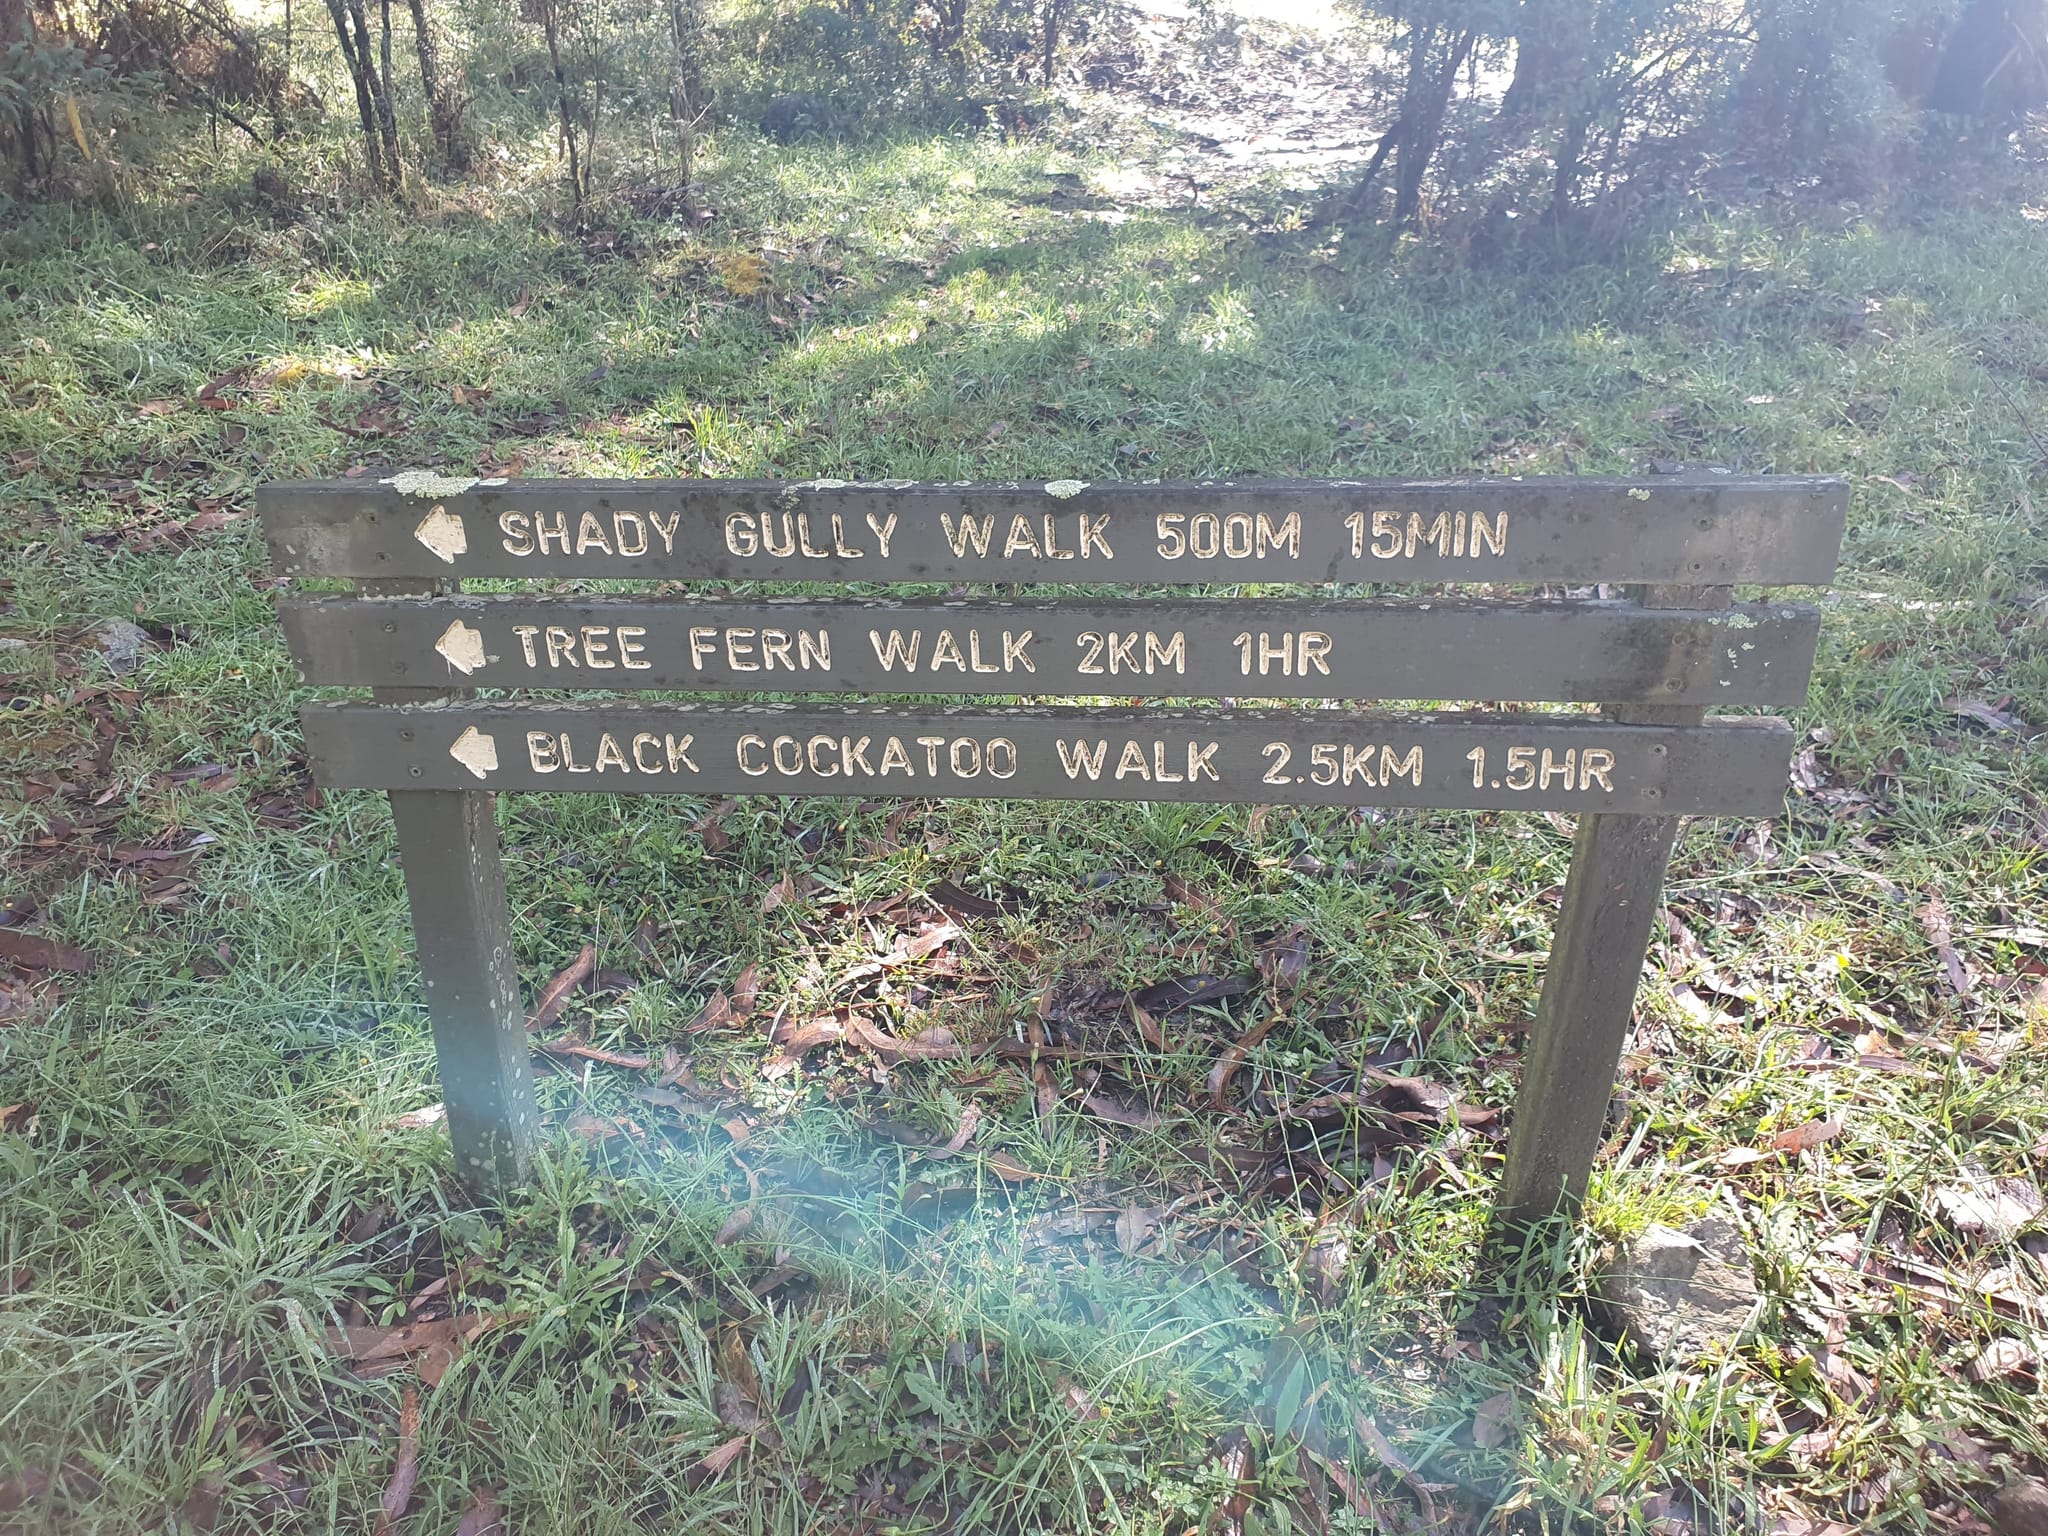 SHADY GULLY WALK 500M 15MIN
TREE FERN WALK 2KM 1HR
BLACK COCKATOO WALK 2.5KM 1.5HR